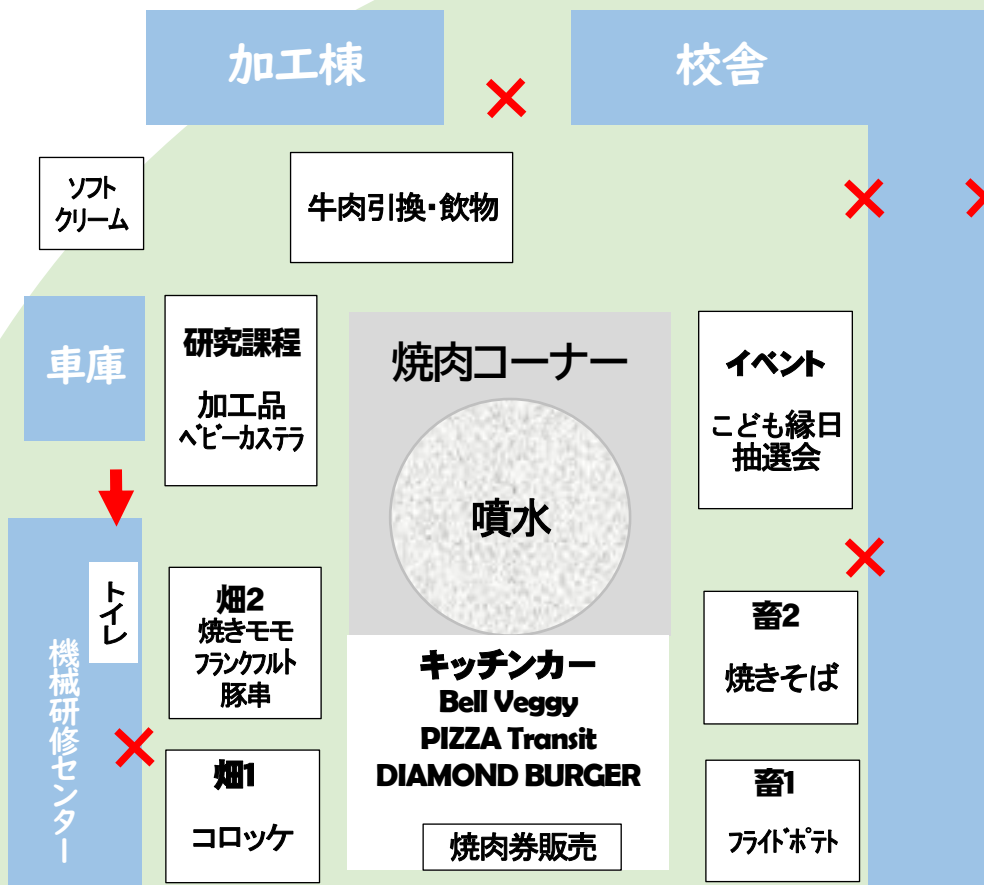 加工棟
校舎
ソフト
クリーム
牛肉引換・飲物
車庫
研究課程
加工品
ベビーカステラ
焼肉コーナー
噴水
イベント
こども縁日
抽選会
トイレ
機械研修センター
畑2
焼きモモ
フランクフルト
豚串
キッチンカー
Bell Veggy
PIZZA Transit
DIAMOND BURGER
畜2
焼きそば
畑1
コロッケ
焼肉券販売
畜1
フライドポテト